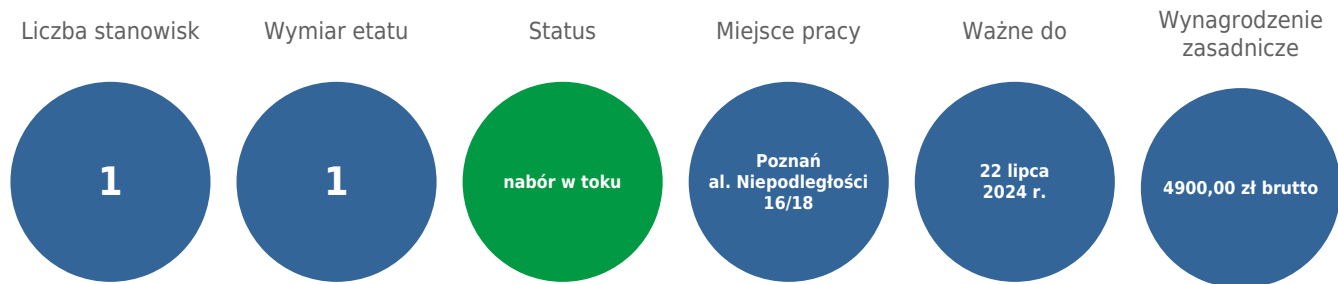 Liczba stanowisk
1
Wymiar etatu
1
Status
nabór w toku
Miejsce pracy
Poznań
al. Niepodległości
16/18
Ważne do
22 lipca
2024 r.
Wynagrodzenie
zasadnicze
4900,00 zł brutto